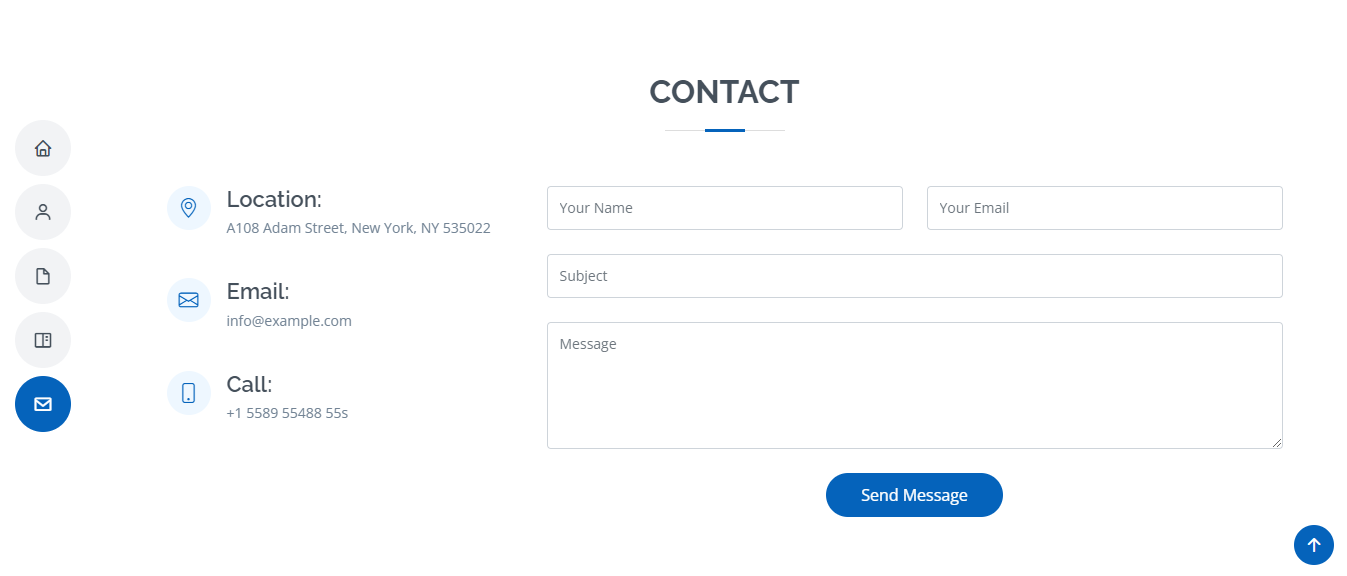 CONTACT
Location:
A108 Adam Street, New York, NY 535022
Email:
info@example.com
Call:
+1 5589 55488 55s
Your Name
Your Email
Subject
Message
Send Message